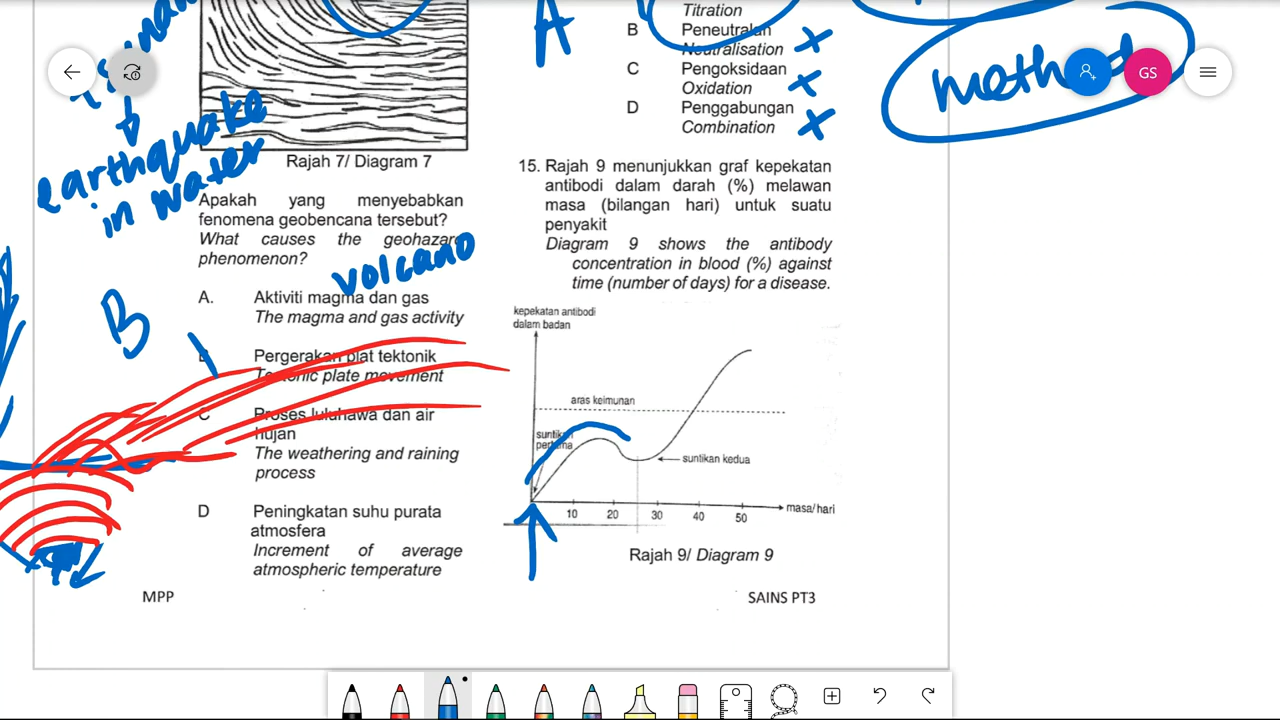 earthquake
in water
Rajah 7/ Diagram 7
Apakah yang menyebabkan
fenomena geobencana tersebut?
What causes the geohazard
phenomenon?
volcano
A. Aktiviti magma dan gas
The magma and gas activity
B
B Pergerakan plat tektonik
Tectonic plate movement
C Proses luluhawa dan air
hujan
The weathering and raining
process
D Peningkatan suhu purata
atmosfera
Increment of average
atmospheric temperature
MPP
A
Titration
B Peneutralan
Neutralisation
C Pengoksidaan
Oxidation
D Penggabungan
Combination
method
GS
15. Rajah 9 menunjukkan graf kepekatan
antibodi dalam darah (%) melawan
masa (bilangan hari) untuk suatu
penyakit
Diagram 9 shows the antibody
concentration in blood (%) against
time (number of days) for a disease.
kepekatan antibodi
dalam badan
aras keimunan
suntikan
pertama
suntikan kedua
10 20 30 40 50
masa/hari
Rajah 9/ Diagram 9
SAINS PT3